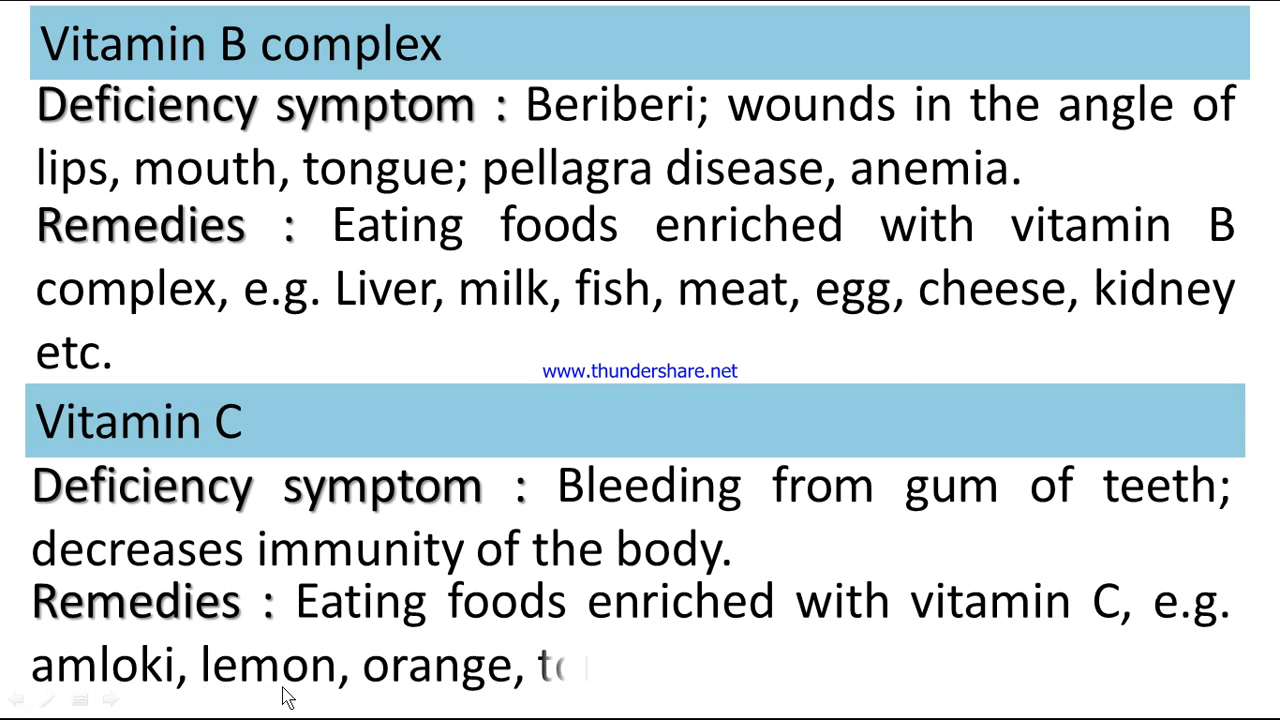 Vitamin B complex
Deficiency symptom : Beriberi; wounds in the angle of
lips, mouth, tongue; pellagra disease, anemia.
Remedies : Eating foods enriched with vitamin B
complex, e.g. Liver, milk, fish, meat, egg, cheese, kidney
etc.
www.thundershare.net
Vitamin C
Deficiency symptom : Bleeding from gum of teeth;
decreases immunity of the body.
Remedies : Eating foods enriched with vitamin C, e.g.
amloki, lemon, orange,